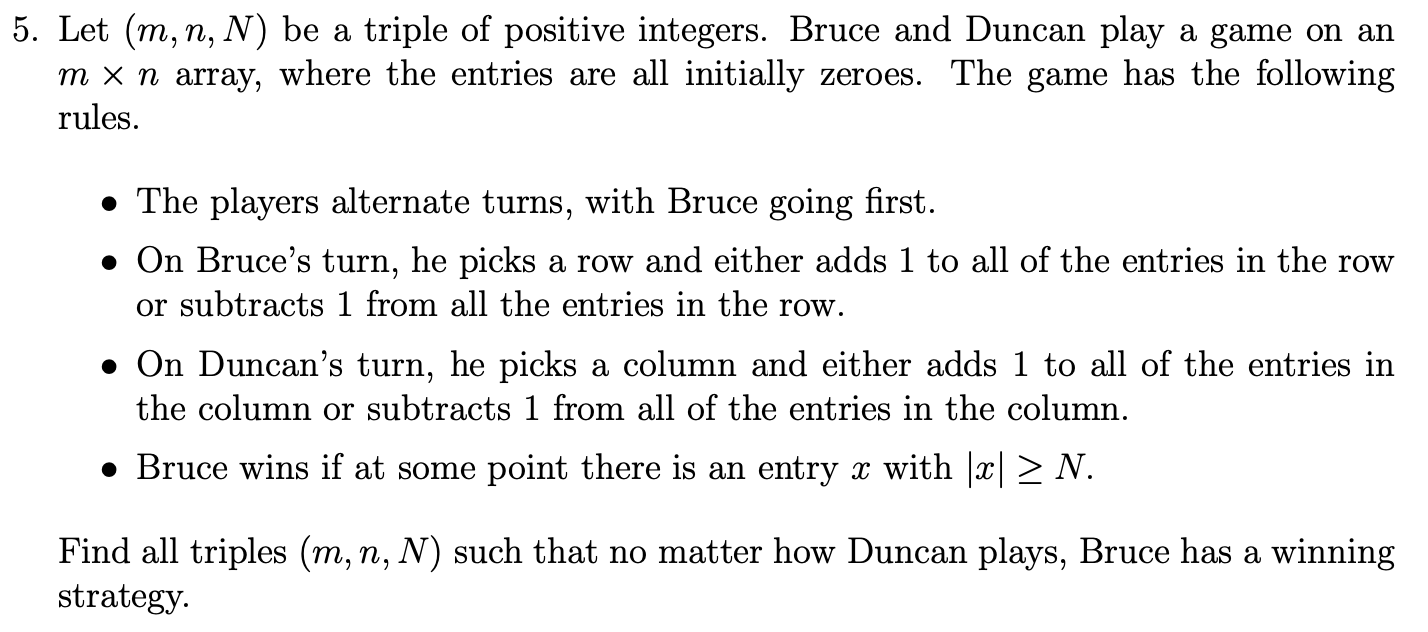 5. Let (m, n, N) be a triple of positive integers. Bruce and Duncan play a game on an
m × n array, where the entries are all initially zeroes. The game has the following
rules.
• The players alternate turns, with Bruce going first.
• On Bruce's turn, he picks a row and either adds 1 to all of the entries in the row
or subtracts 1 from all the entries in the row.
• On Duncan's turn, he picks a column and either adds 1 to all of the entries in
the column or subtracts 1 from all of the entries in the column.
• Bruce wins if at some point there is an entry x with |x| ≥ N.
Find all triples (m, n, N) such that no matter how Duncan plays, Bruce has a winning
strategy.